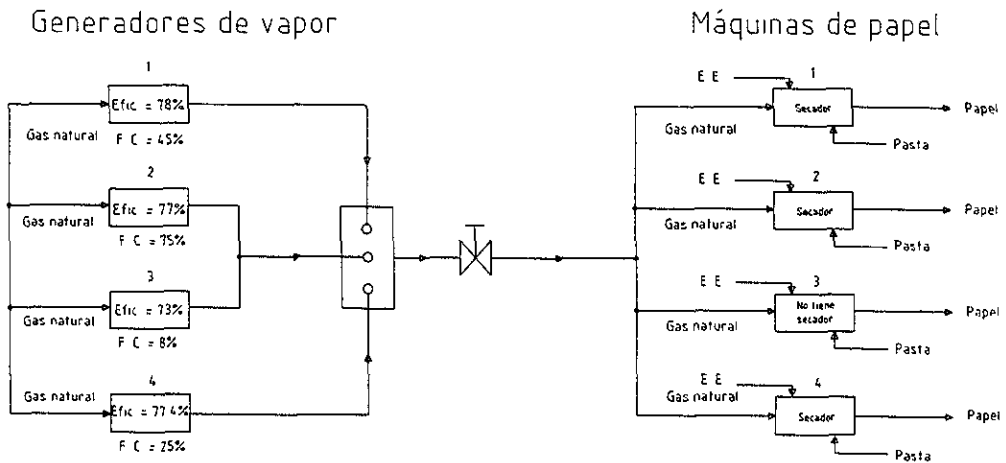 Generadores de vapor
Máquinas de papel
1
Efic = 78%
Gas natural
F C = 45%
2
Efic = 77%
Gas natural
F C = 75%
3
Efic = 73%
Gas natural
F C = 8%
4
Gas natural
Efic = 77 4%
F C = 25%
E E
1
Secador
Papel
Gas natural
Pasta
E E
2
Secador
Papel
Gas natural
Pasta
E E
3
No tiene
secador
Papel
Gas natural
Pasta
E E
4
Gas natural
Secador
Papel
Pasta